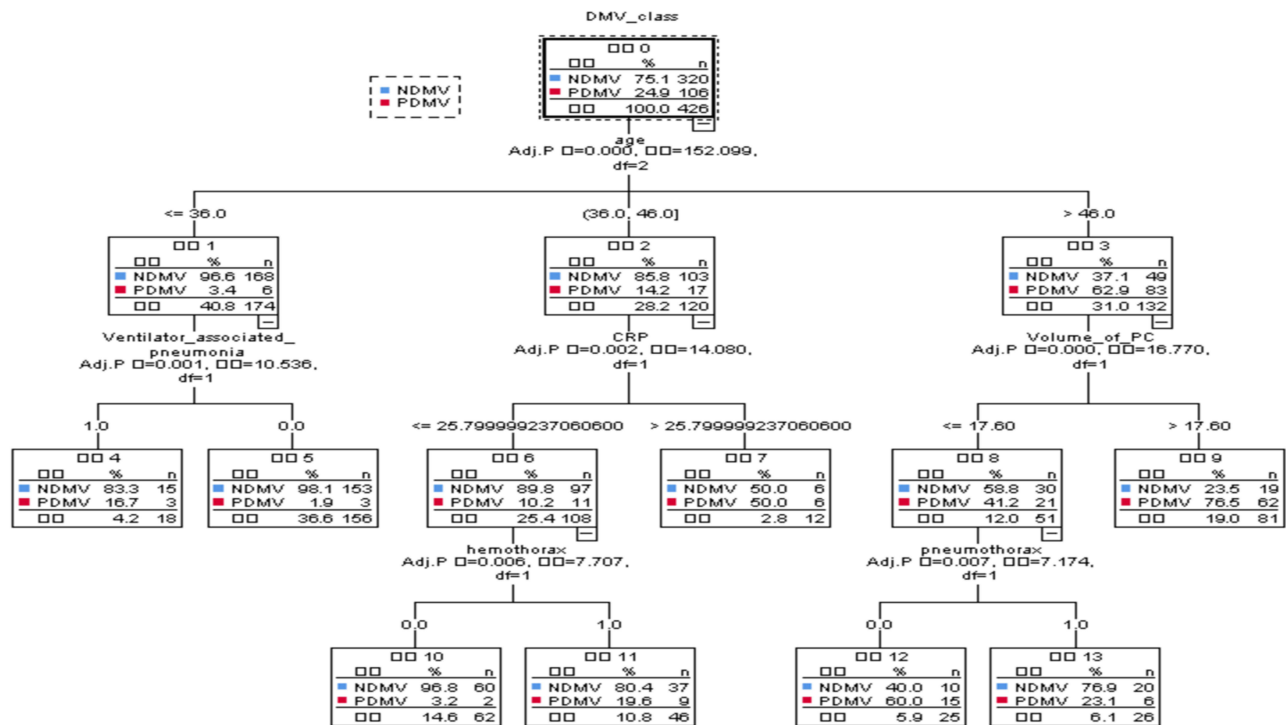 DMV_class
□□ 0
□□ % n
NDMV 75.1 320
PDMV 24.9 106
□□ 100.0 426
NDMV
PDMV
age
Adj.P □=0.000, □□=152.099,
df=2
<= 36.0
(36.0, 46.0]
> 46.0
□□ 1
□□ % n
NDMV 96.6 168
PDMV 3.4 6
□□ 40.8 174
□□ 2
□□ % n
NDMV 85.8 103
PDMV 14.2 17
□□ 28.2 120
□□ 3
□□ % n
NDMV 37.1 49
PDMV 62.9 83
□□ 31.0 132
Ventilator_associated_
pneumonia
Adj.P □=0.001, □□=10.536,
df=1
CRP
Adj.P □=0.002, □□=14.080,
df=1
Volume_of_PC
Adj.P □=0.000, □□=16.770,
df=1
1.0
0.0
<= 25.7999999237060600
> 25.7999999237060600
<= 17.60
> 17.60
□□ 4
□□ % n
NDMV 83.3 15
PDMV 16.7 3
□□ 4.2 18
□□ 5
□□ % n
NDMV 98.1 153
PDMV 1.9 3
□□ 36.6 156
□□ 6
□□ % n
NDMV 89.8 97
PDMV 10.2 11
□□ 25.4 108
□□ 7
□□ % n
NDMV 50.0 6
PDMV 50.0 6
□□ 2.8 12
□□ 8
□□ % n
NDMV 58.8 30
PDMV 41.2 21
□□ 12.0 51
□□ 9
□□ % n
NDMV 23.5 19
PDMV 76.5 62
□□ 19.0 81
hemothorax
Adj.P □=0.006, □□=7.707,
df=1
pneumothorax
Adj.P □=0.007, □□=7.174,
df=1
0.0
1.0
0.0
1.0
□□ 10
□□ % n
NDMV 96.8 60
PDMV 3.2 2
□□ 14.6 62
□□ 11
□□ % n
NDMV 80.4 37
PDMV 19.6 9
□□ 10.8 46
□□ 12
□□ % n
NDMV 40.0 10
PDMV 60.0 15
□□ 5.9 25
□□ 13
□□ % n
NDMV 76.9 20
PDMV 23.1 6
□□ 6.1 26